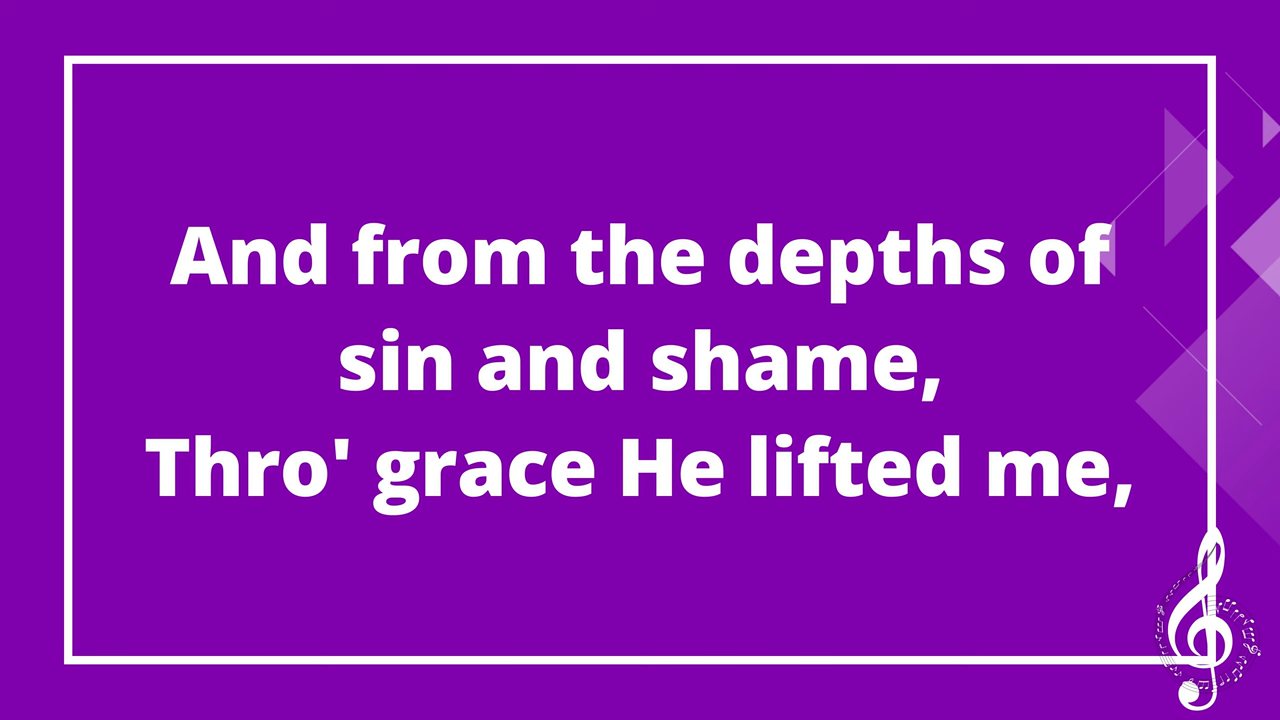 And from the depths of
sin and shame,
Thro' grace He lifted me,